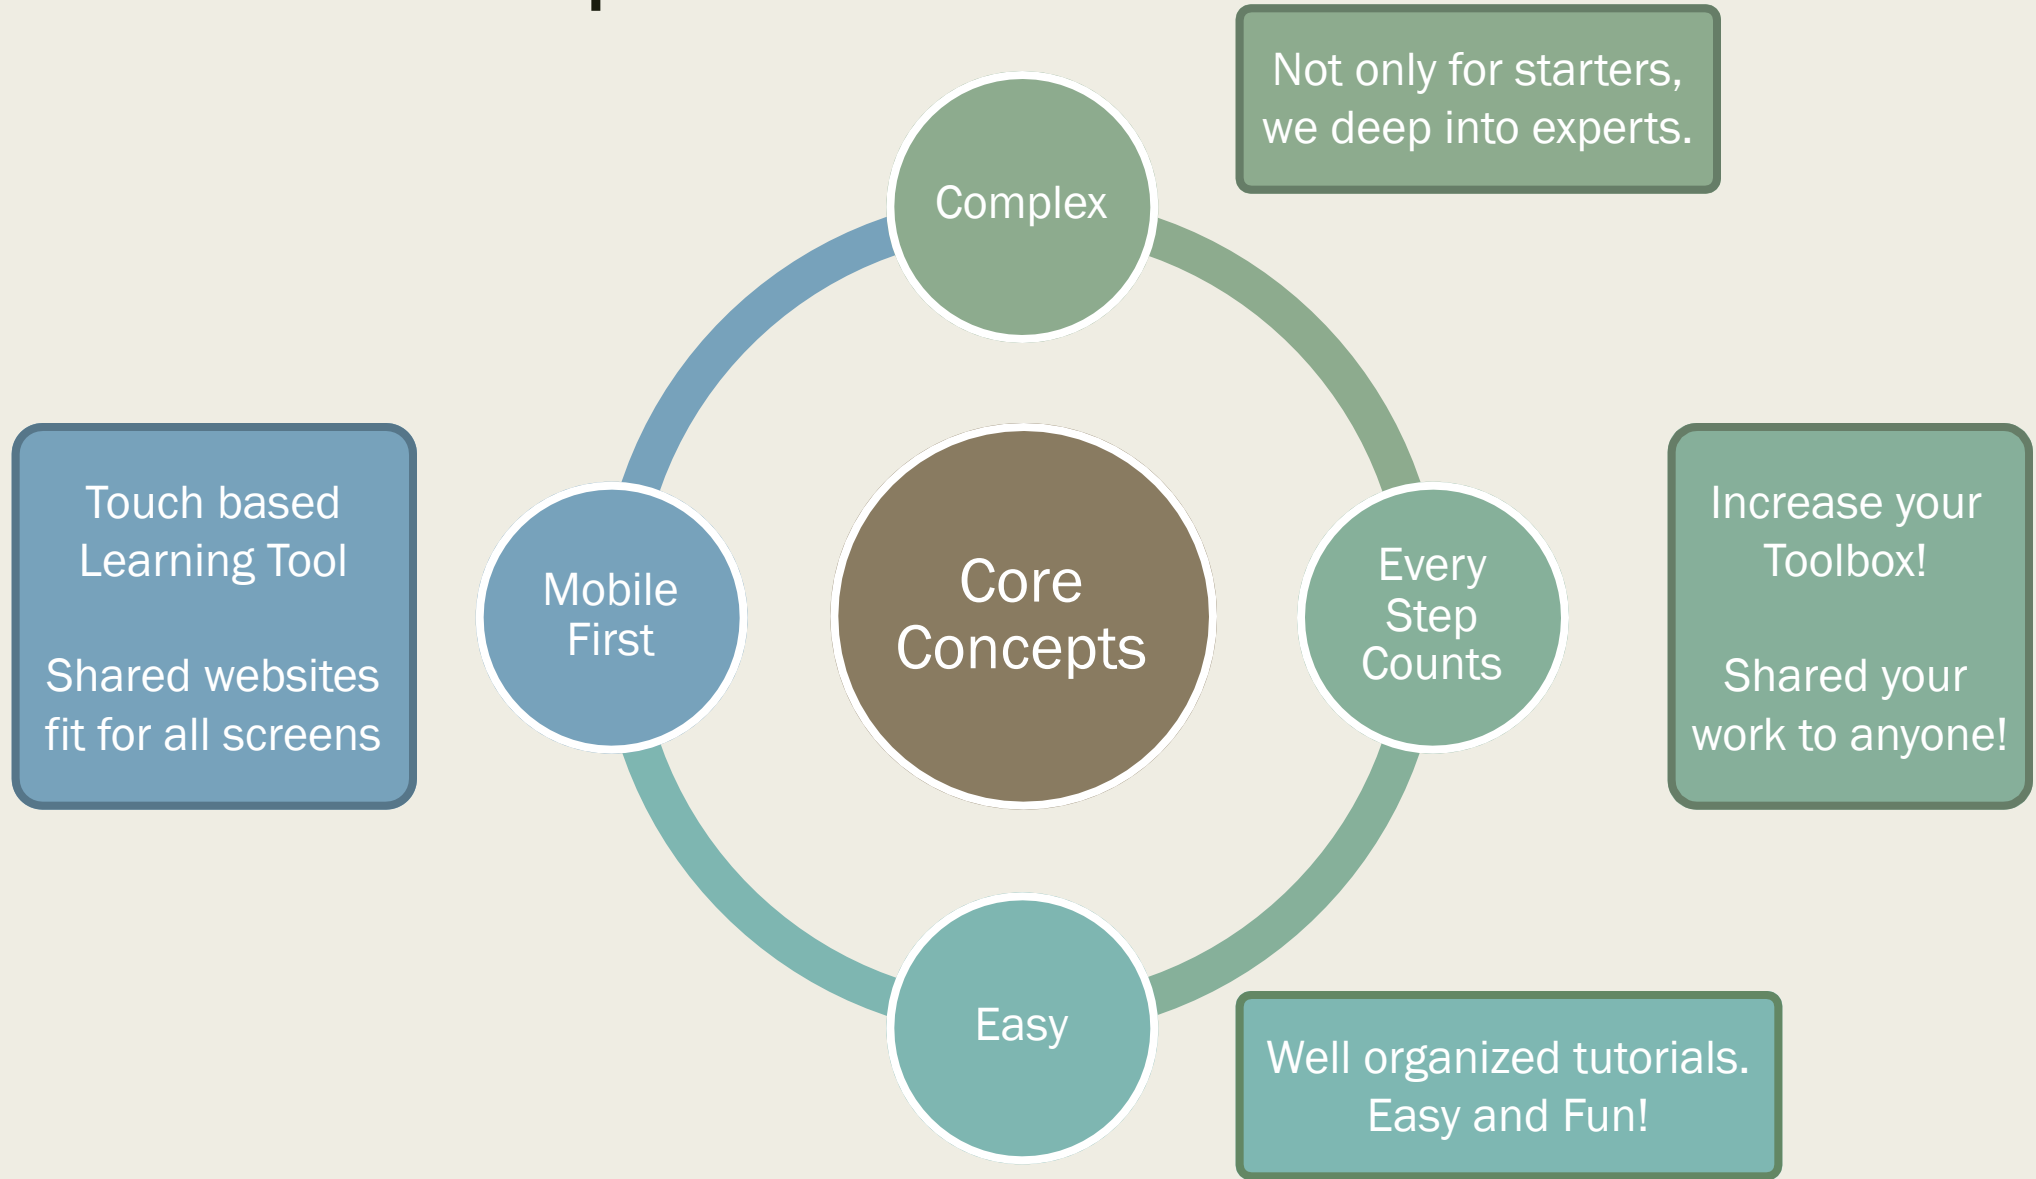 Not only for starters,
we deep into experts.
Complex
Touch based
Learning Tool
Shared websites
fit for all screens
Mobile
First
Core
Concepts
Every
Step
Counts
Increase your
Toolbox!
Shared your
work to anyone!
Easy
Well organized tutorials.
Easy and Fun!